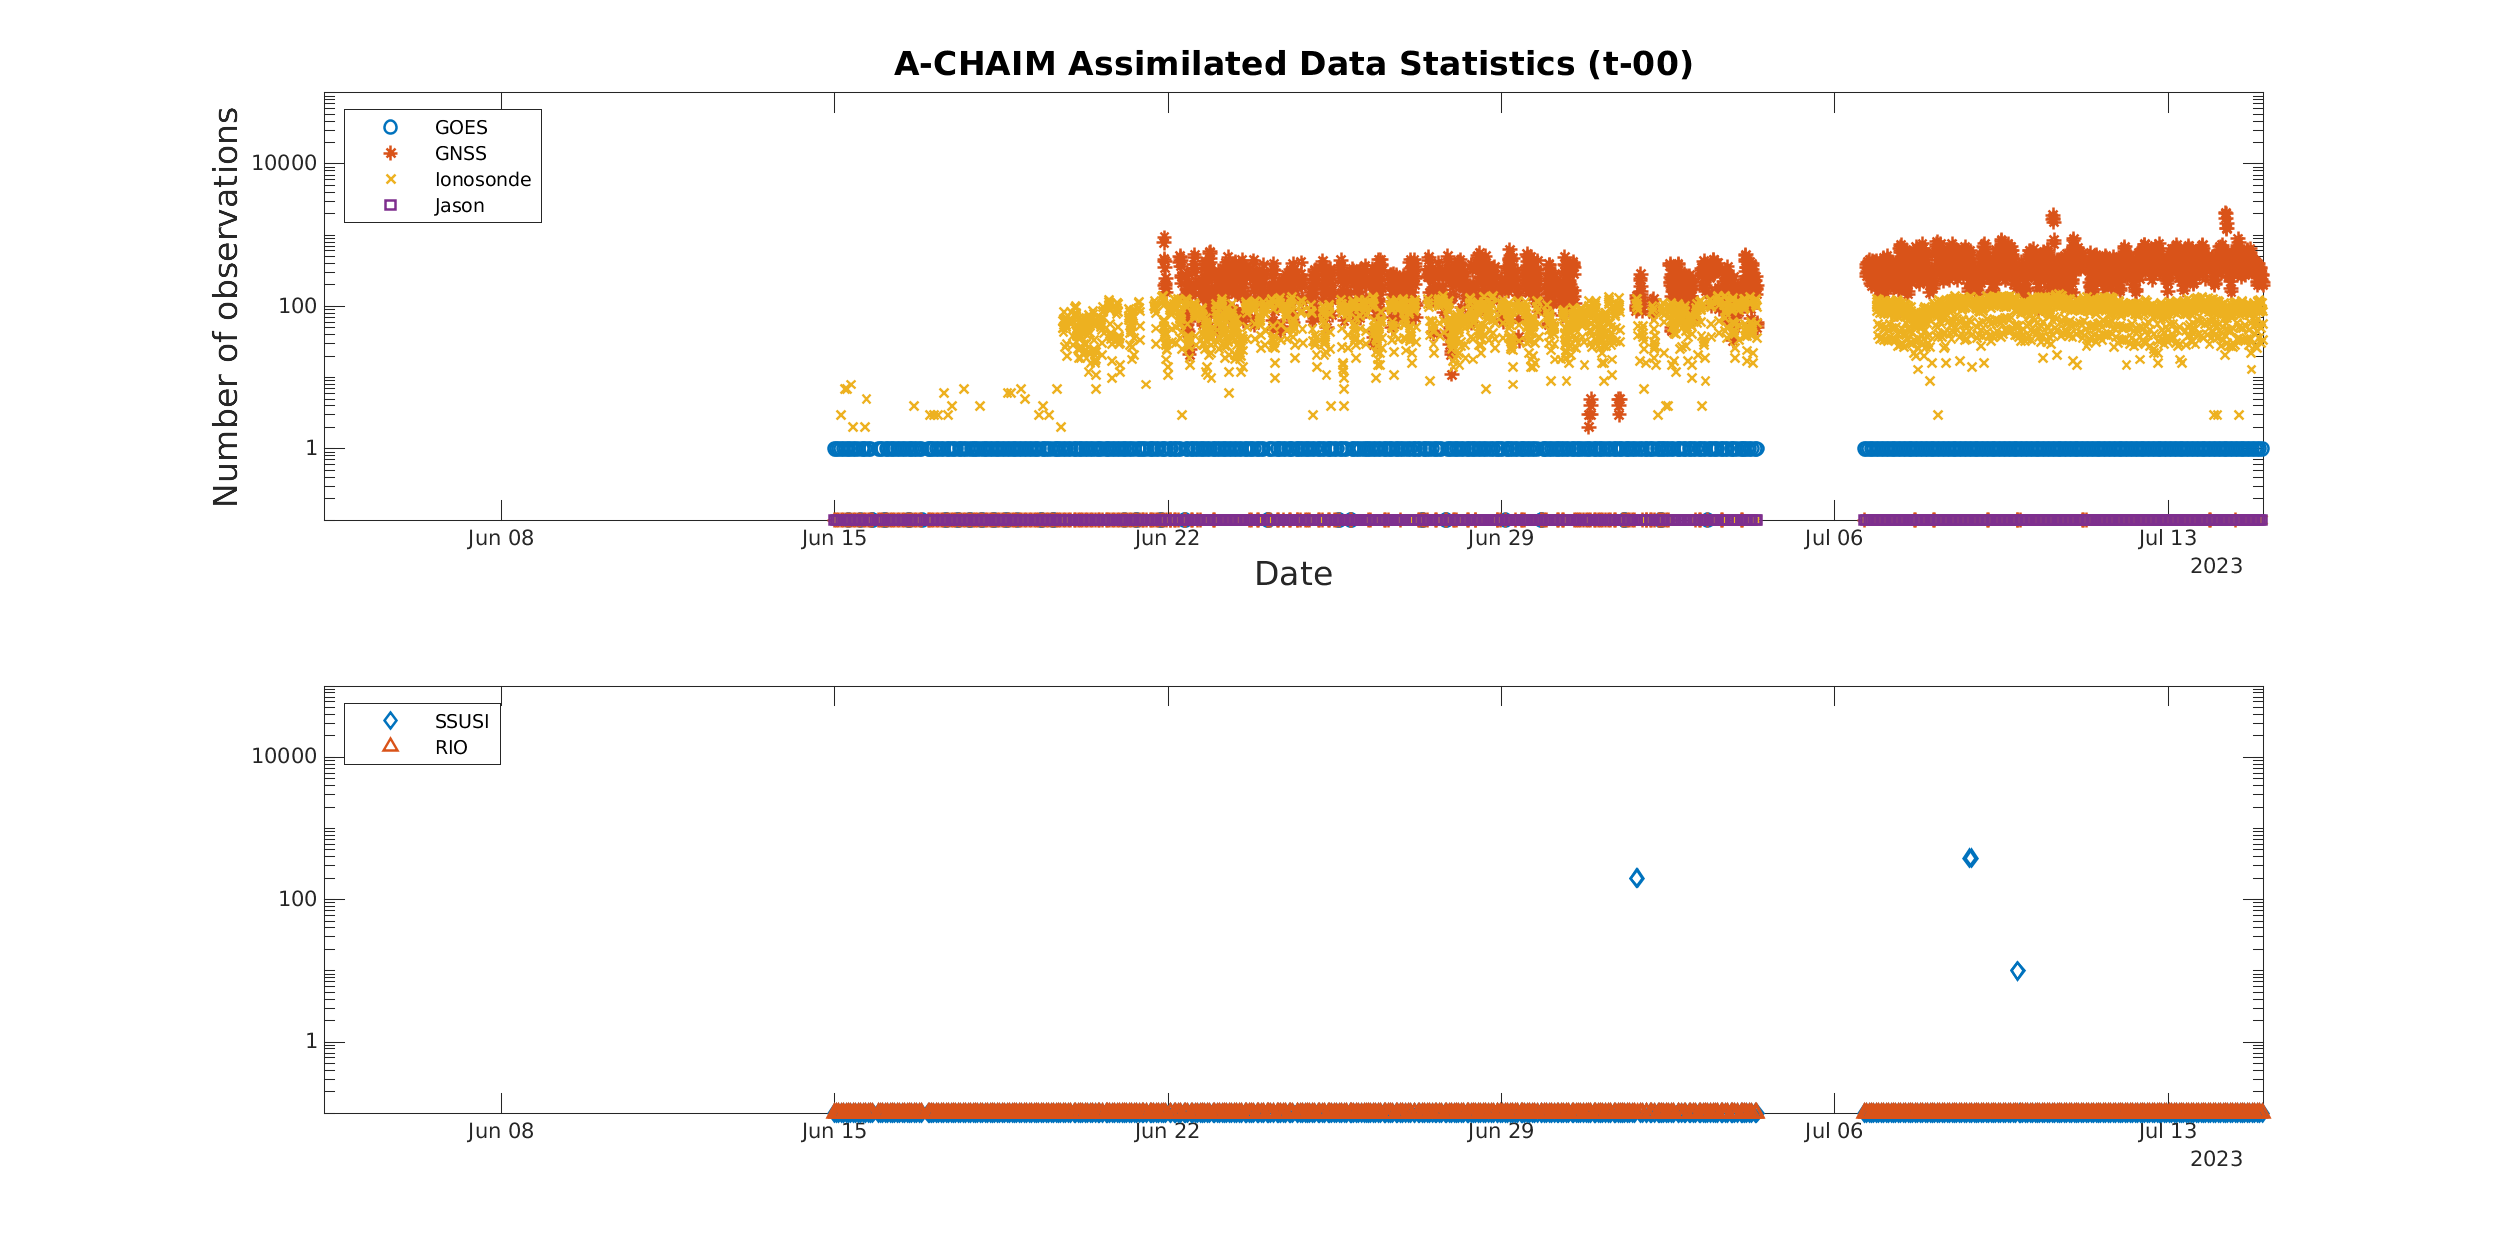 A-CHAIM Assimilated Data Statistics (t-00)
Number of observations
GOES
GNSS
Ionosonde
Jason
10000
100
1
Jun 08 Jun 15 Jun 22 Jun 29 Jul 06 Jul 13
2023
Date
SSUSI
RIO
10000
100
1
Jun 08 Jun 15 Jun 22 Jun 29 Jul 06 Jul 13
2023